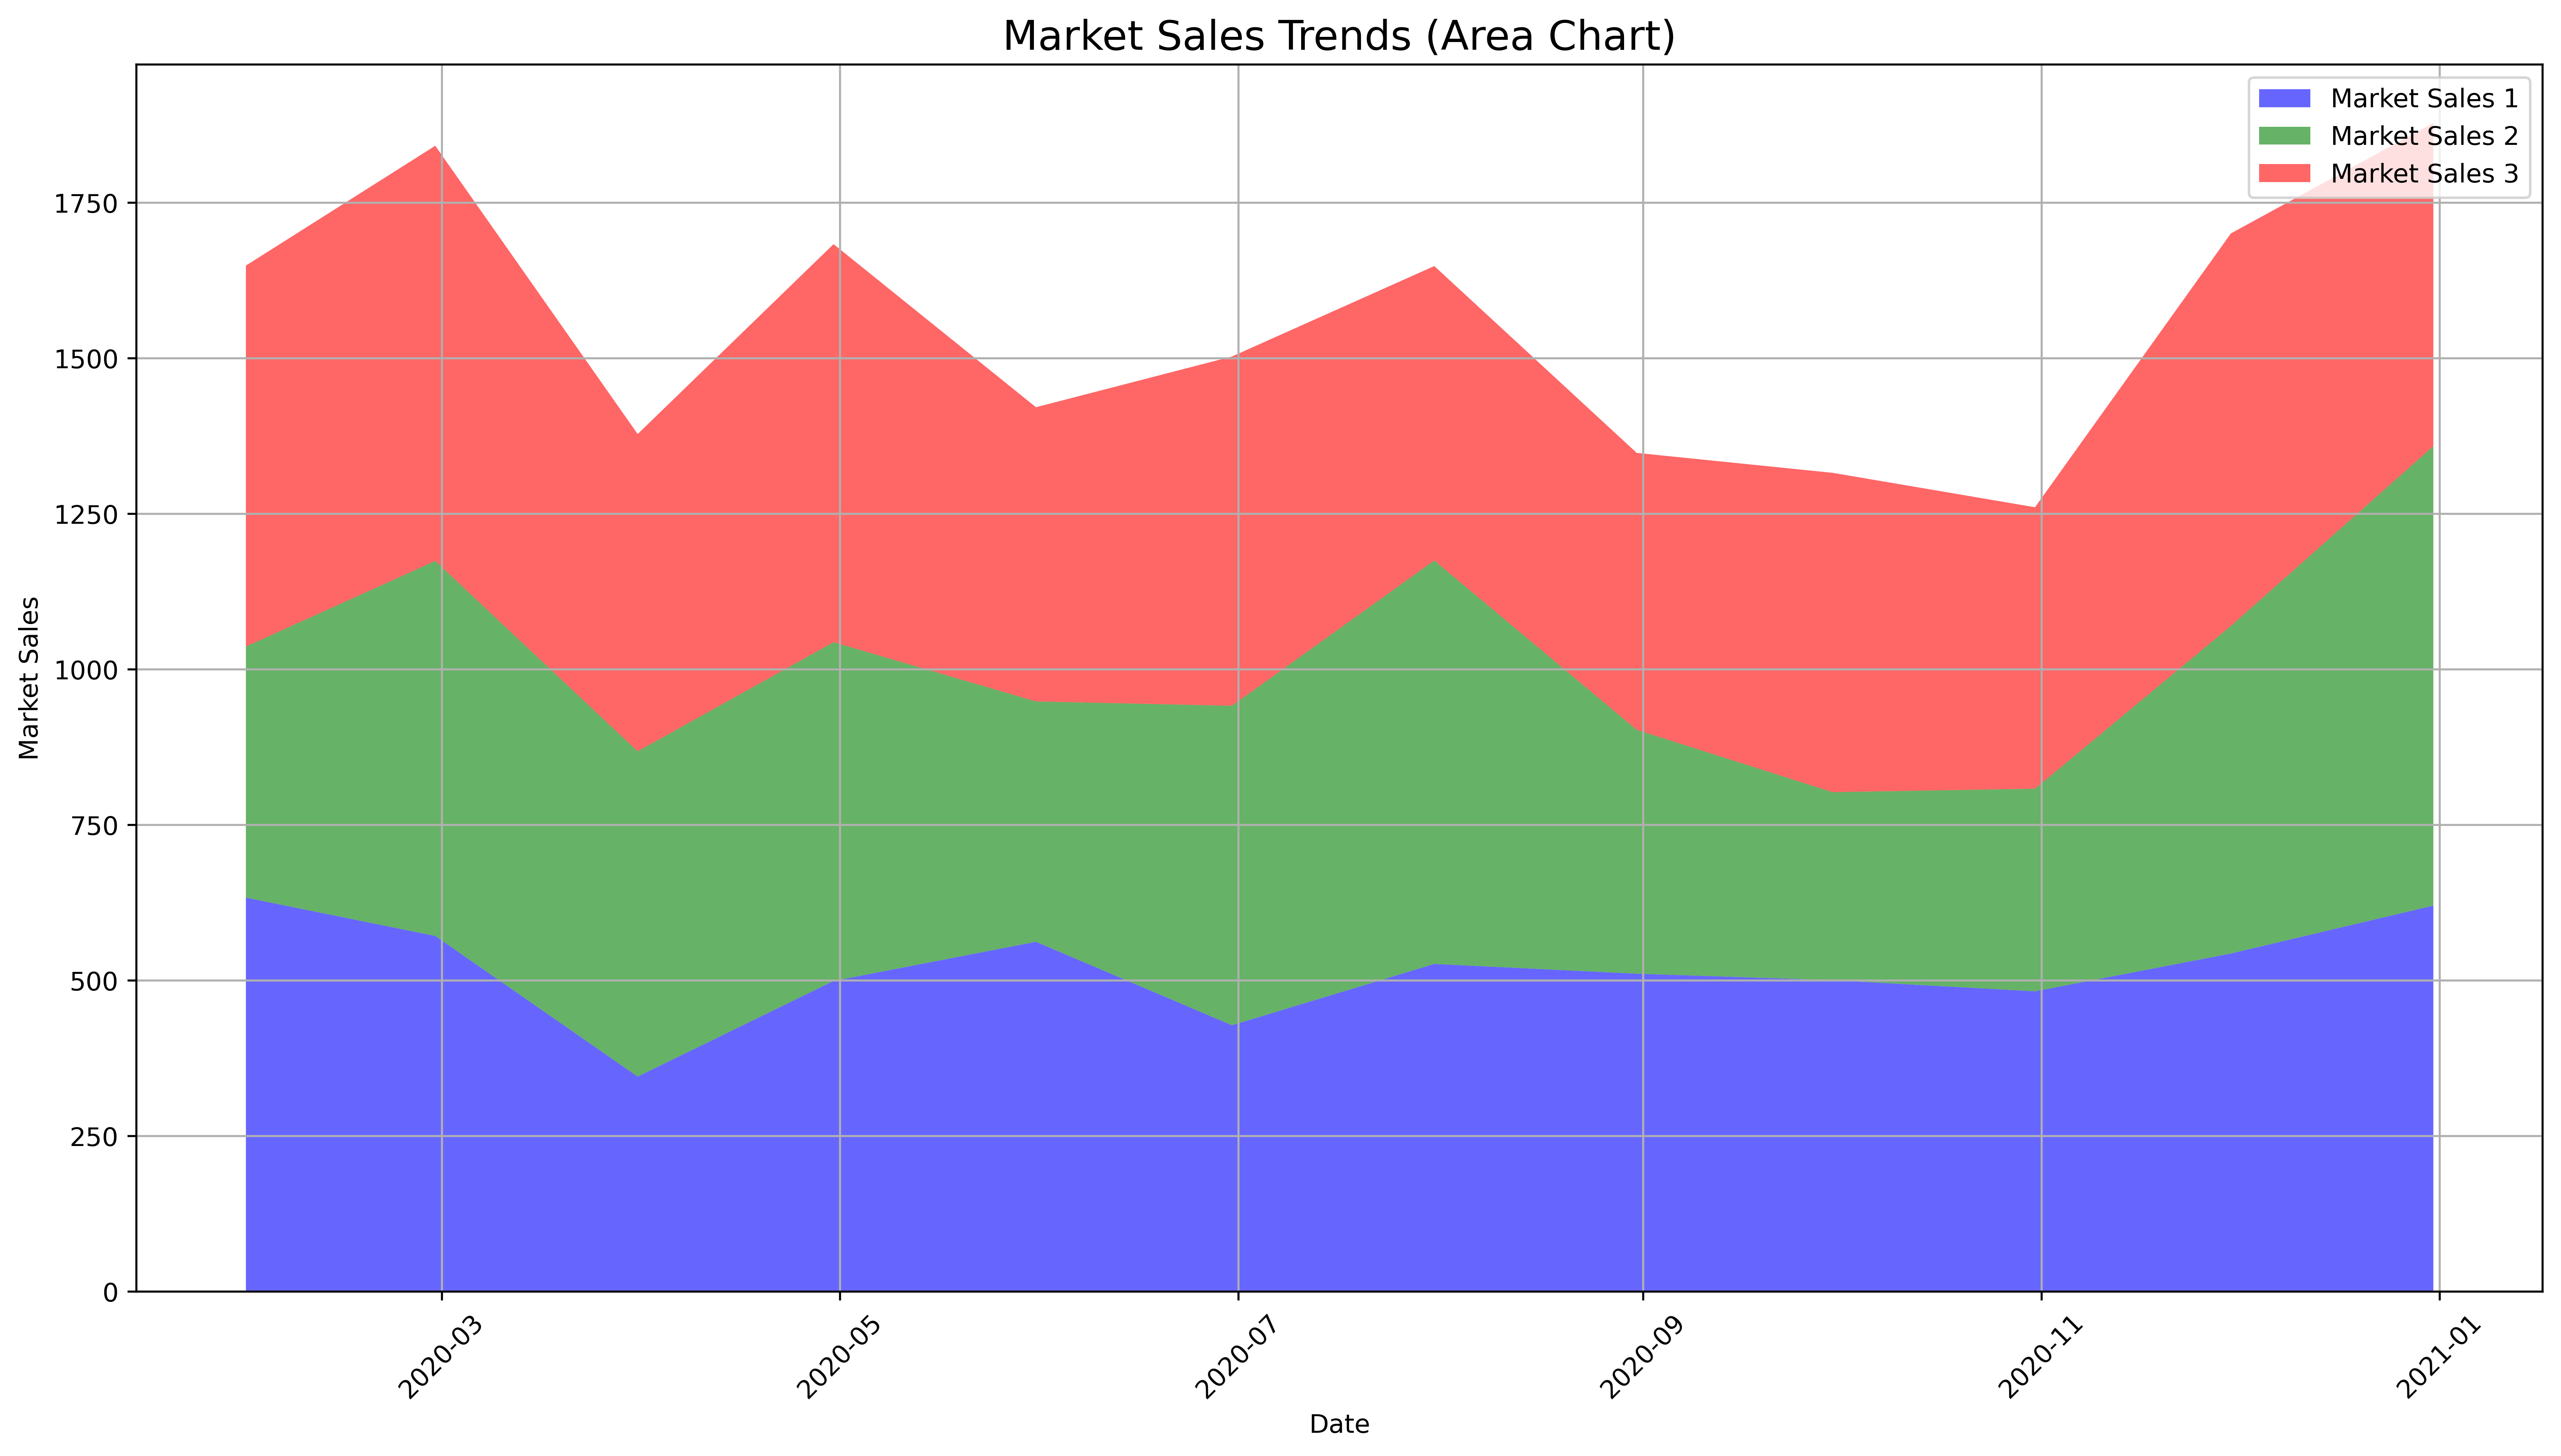 Market Sales Trends (Area Chart)
Market Sales 1
Market Sales 2
Market Sales 3
1750
1500
1250
1000
750
500
250
0
Market Sales
2020-03
2020-05
2020-07
2020-09
2020-11
2021-01
Date